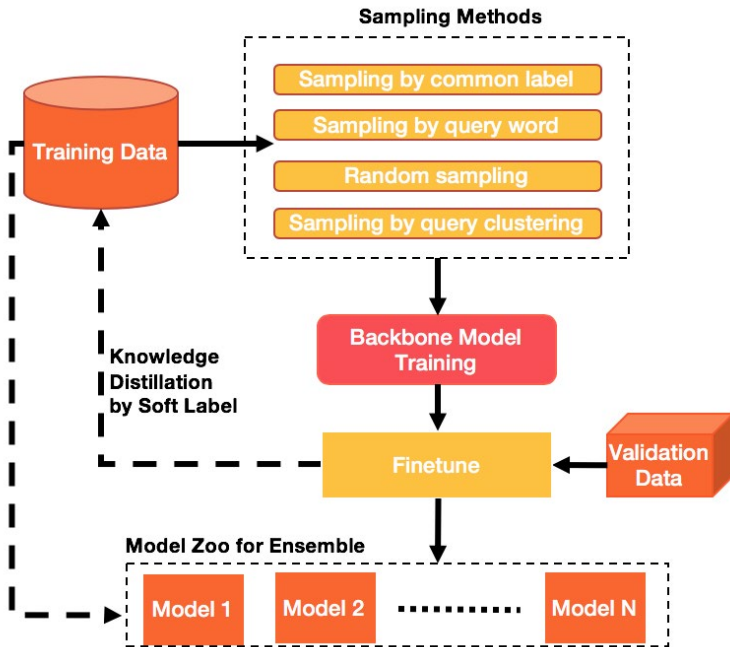 Sampling Methods
Sampling by common label
Sampling by query word
Training Data
Random sampling
Sampling by query clustering
Backbone Model
Training
Knowledge
Distillation
by Soft Label
Finetune
Validation
Data
Model Zoo for Ensemble
Model 1
Model 2
Model N